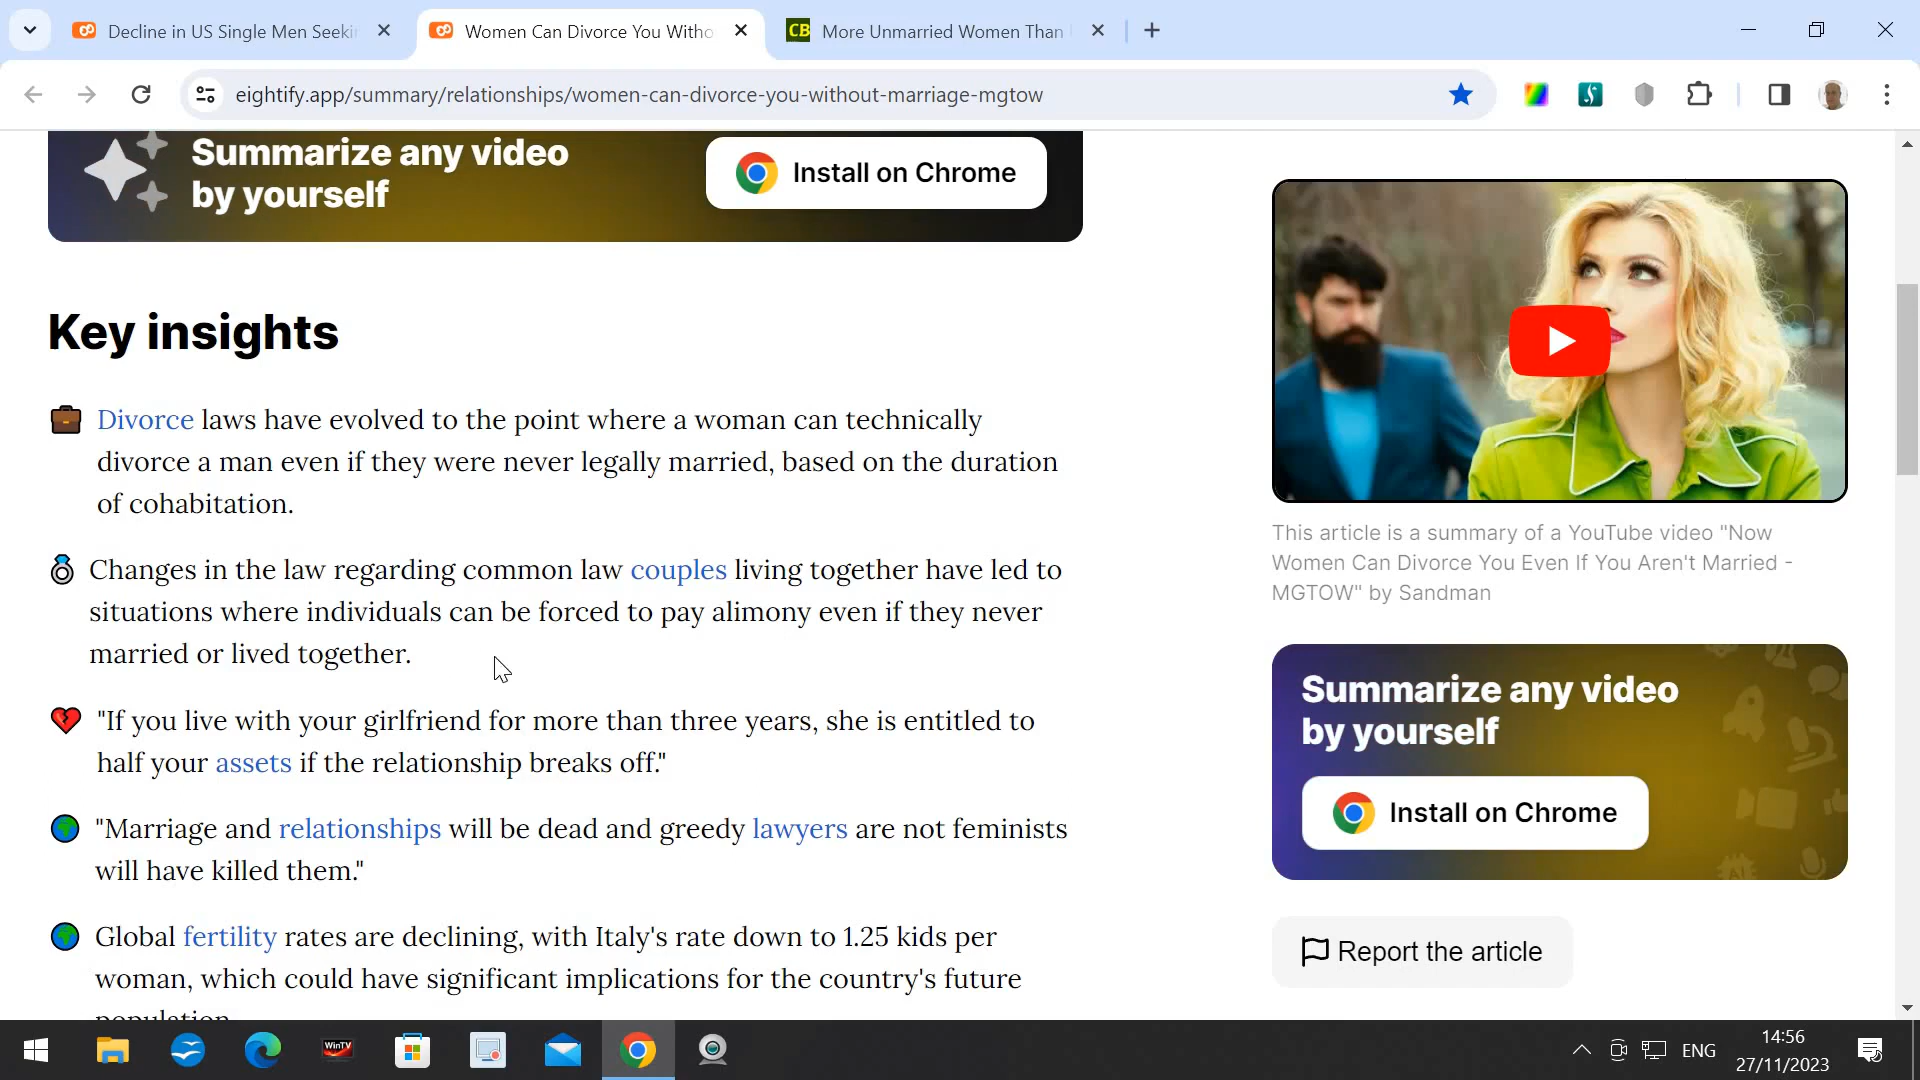 Decline in US Single Men Seeki
Women Can Divorce You Witho
CB
More Unmarried Women Than
eightify.app/summary/relationships/women-can-divorce-you-without-marriage-mgtow
Summarize any video
by yourself
Install on Chrome
Key insights
Divorce laws have evolved to the point where a woman can technically
divorce a man even if they were never legally married, based on the duration
of cohabitation.
Changes in the law regarding common law couples living together have led to
situations where individuals can be forced to pay alimony even if they never
married or lived together.
"If you live with your girlfriend for more than three years, she is entitled to
half your assets if the relationship breaks off."
"Marriage and relationships will be dead and greedy lawyers are not feminists
will have killed them."
Global fertility rates are declining, with Italy's rate down to 1.25 kids per
woman, which could have significant implications for the country's future
population.
This article is a summary of a YouTube video "Now
Women Can Divorce You Even If You Aren't Married -
MGTOW" by Sandman
Summarize any video
by yourself
Install on Chrome
Report the article
WinTV
ENG
14:56
27/11/2023